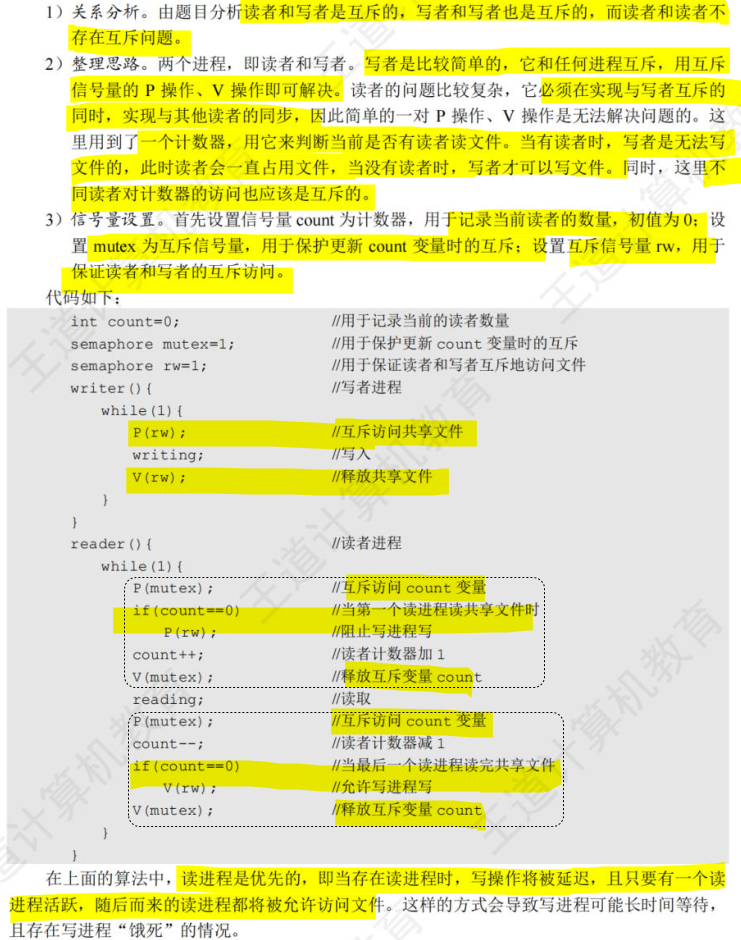 1）关系分析。由题目分析读者和写者是互斥的，写者和写者也是互斥的，而读者和读者不
存在互斥问题。
2）整理思路。两个进程，即读者和写者。写者是比较简单的，它和任何进程互斥，用互斥
信号量的 P 操作、V 操作即可解决。读者的问题比较复杂，它必须在实现与写者互斥的
同时，实现与其他读者的同步，因此简单的一对 P 操作、V 操作是无法解决问题的。这
里用到了一个计数器，用它来判断当前是否有读者读文件。当有读者时，写者是无法写
文件的，此时读者会一直占用文件，当没有读者时，写者才可以写文件。同时，这里不
同读者对计数器的访问也应该是互斥的。
3）信号量设置。首先设置信号量 count 为计数器，用于记录当前读者的数量，初值为 0；设
置 mutex 为互斥信号量，用于保护更新 count 变量时的互斥；设置互斥信号量 rw，用于
保证读者和写者的互斥访问。
代码如下：
int count=0; //用于记录当前的读者数量
semaphore mutex=1; //用于保护更新 count 变量时的互斥
semaphore rw=1; //用于保证读者和写者互斥地访问文件
writer(){ //写者进程
while(1){
P(rw); //互斥访问共享文件
writing; //写入
V(rw); //释放共享文件
}
}
reader(){ //读者进程
while(1){
P(mutex); //互斥访问 count 变量
if(count==0) //当第一个读进程读共享文件时
P(rw); //阻止写进程写
count++; //读者计数器加 1
V(mutex); //释放互斥变量 count
reading; //读取
P(mutex); //互斥访问 count 变量
count--; //读者计数器减 1
if(count==0) //当最后一个读进程读完共享文件
V(rw); //允许写进程写
V(mutex); //释放互斥变量 count
}
}
在上面的算法中，读进程是优先的，即当存在读进程时，写操作将被延迟，且只要有一个读
进程活跃，随后而来的读进程都将被允许访问文件。这样的方式会导致写进程可能长时间等待，
且存在写进程“饿死”的情况。
王道计算机教育
王道计算机教育
王道计算机教育
王道计算机教育